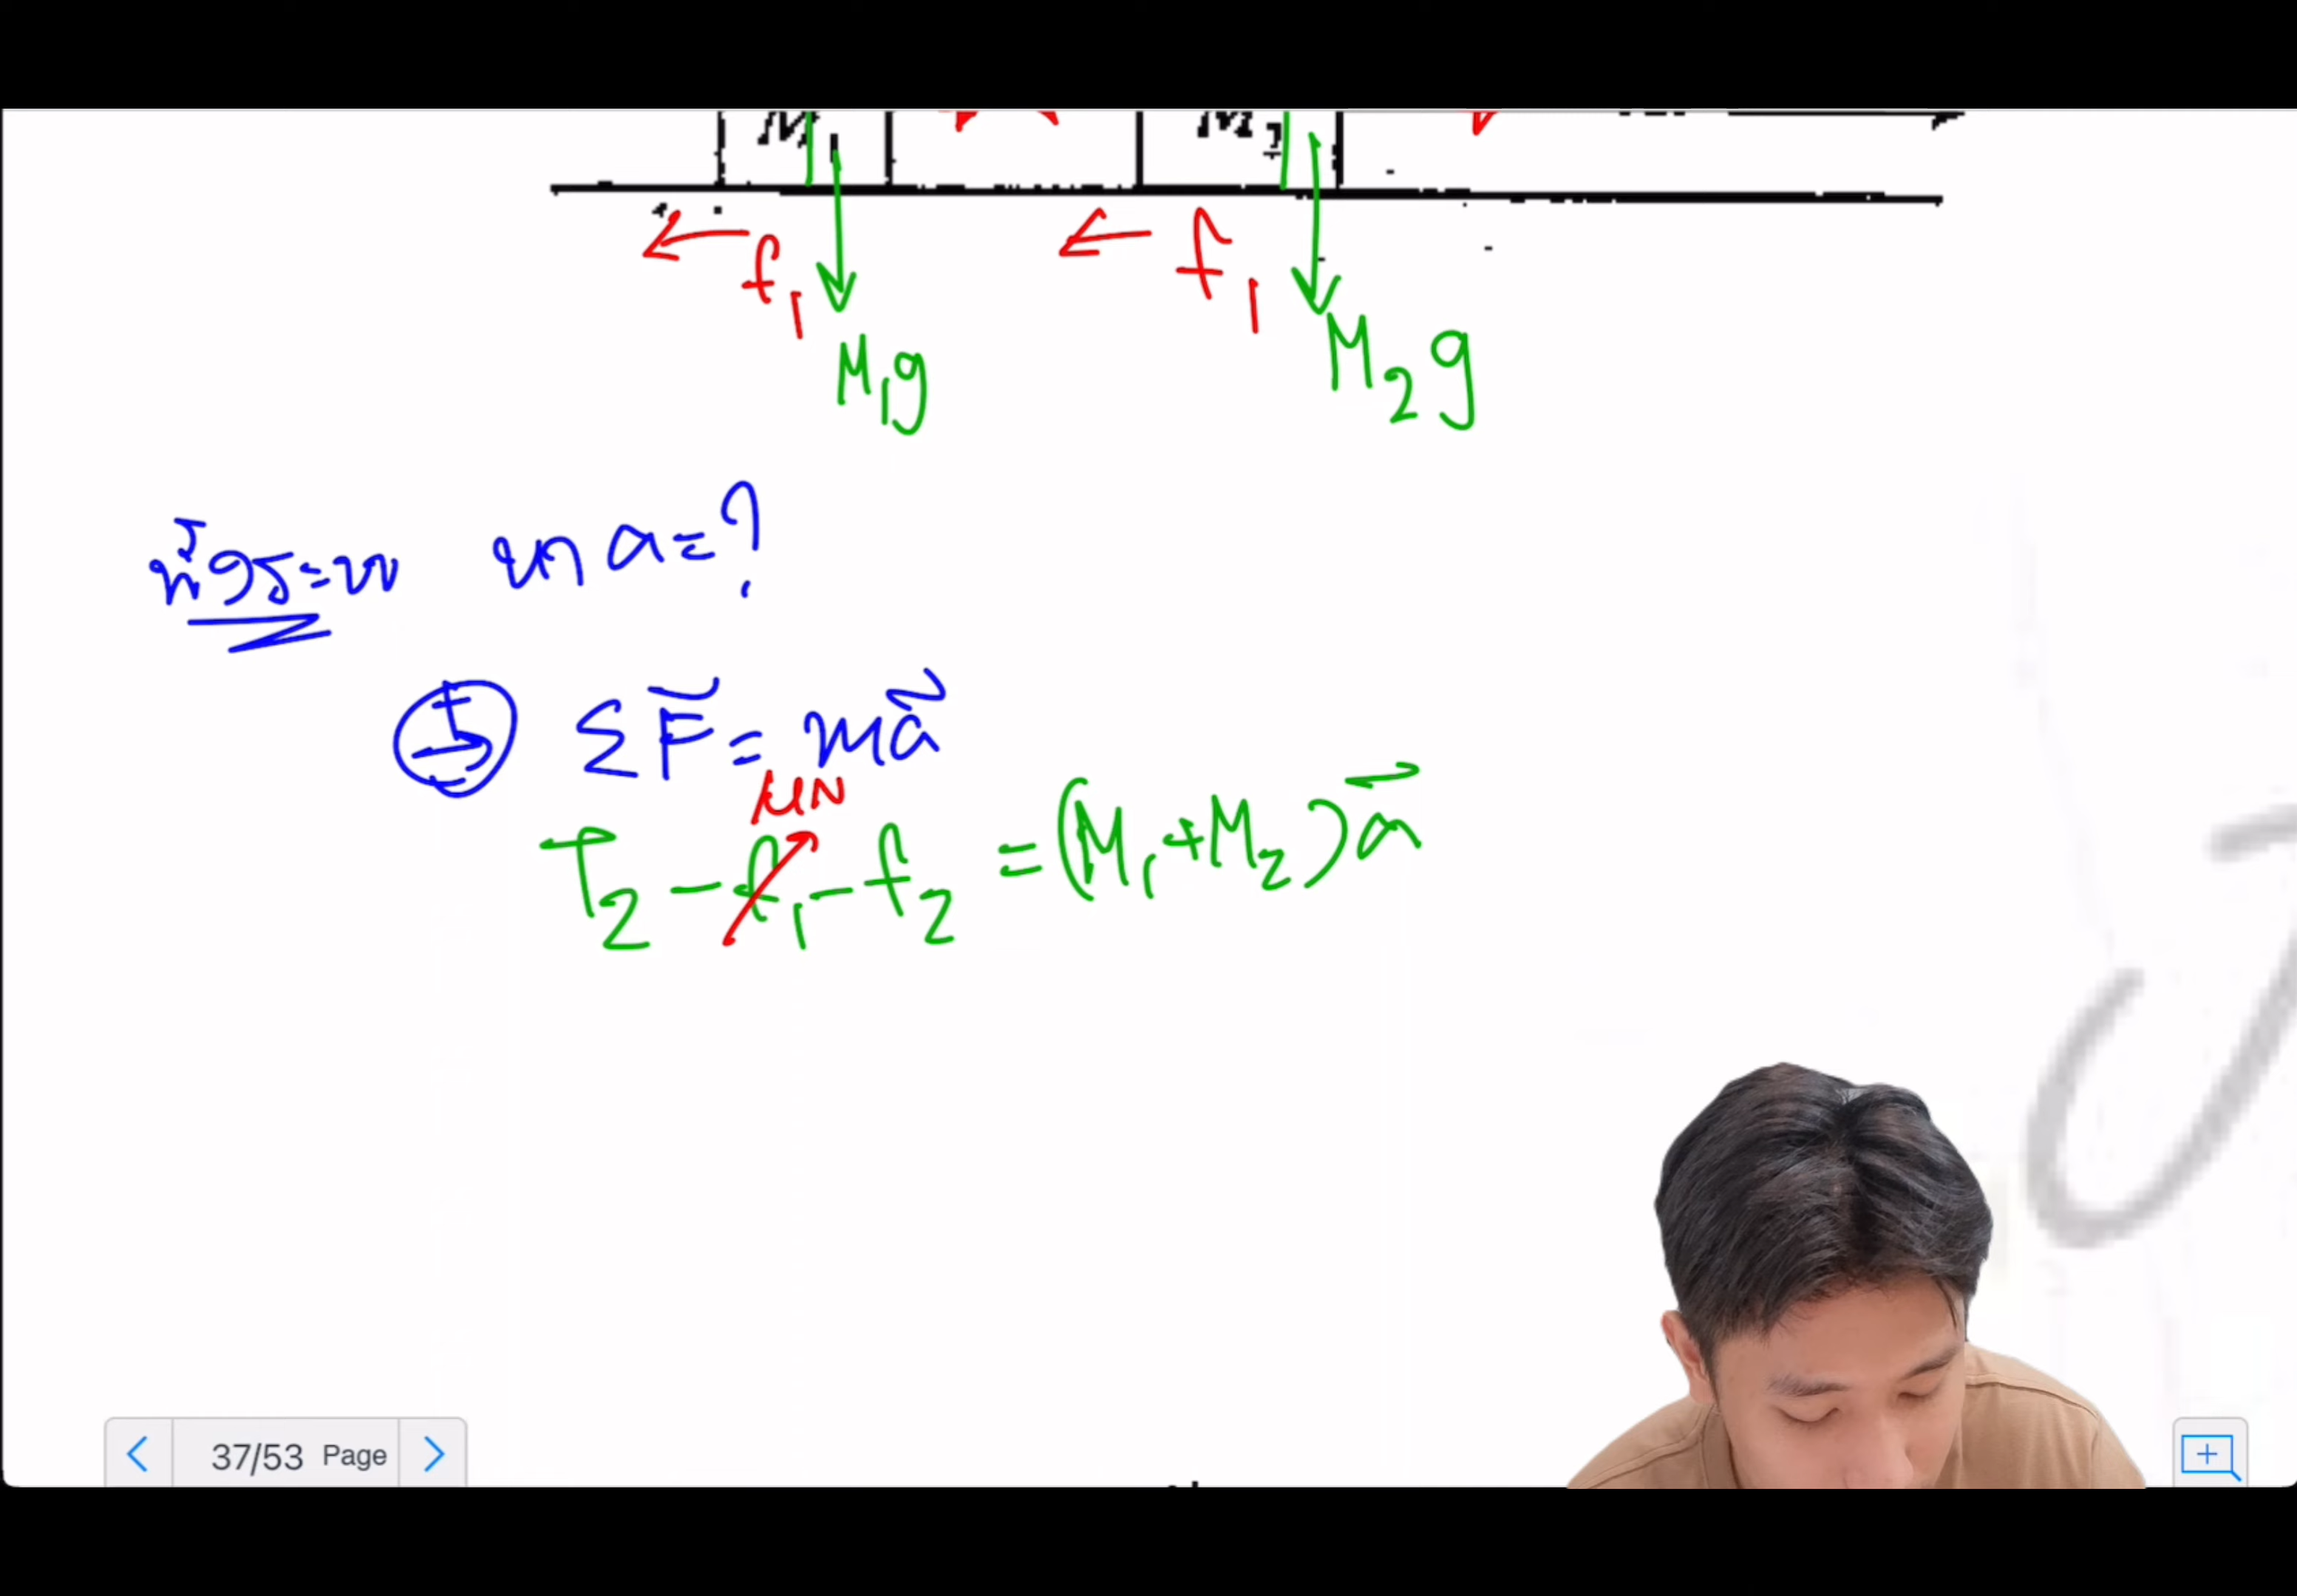 M₁ M₂
f₁ f₁
M₁g M₂g
ทั้งระบบ หา a=?
ΣF = ma
μN
T₂ - f₁ - f₂ = (M₁+M₂)a
37/53 Page